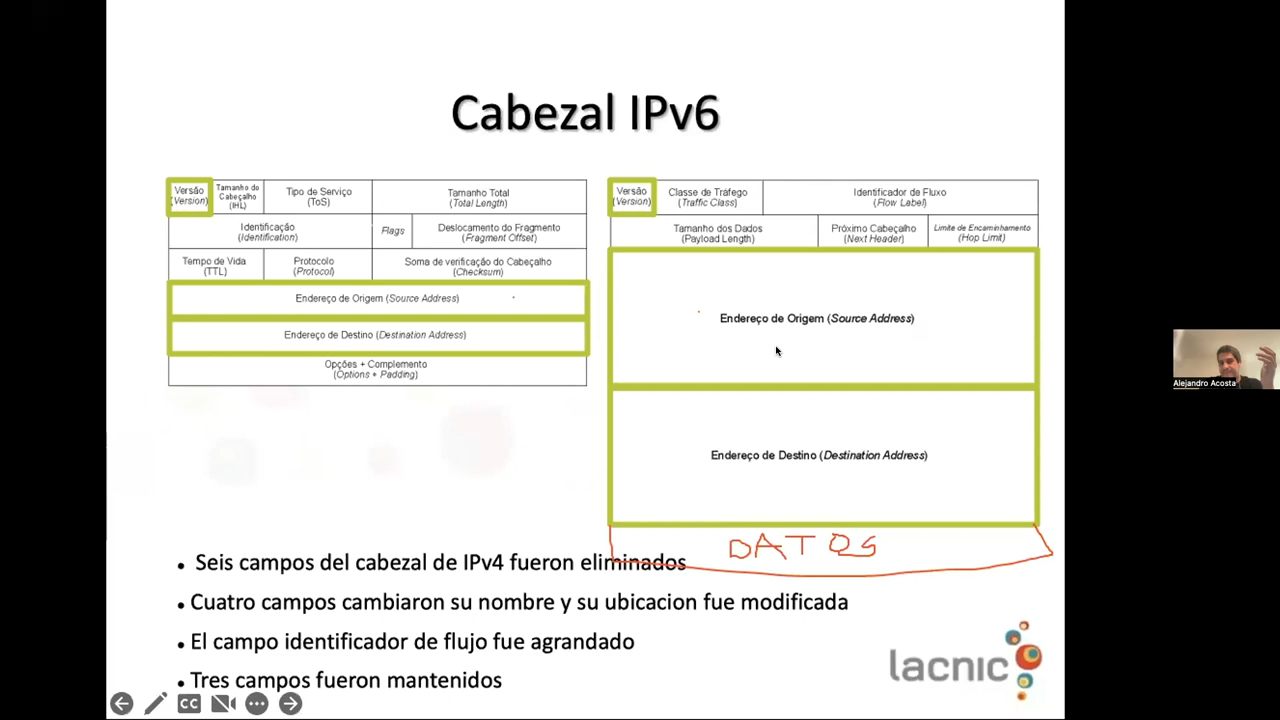 Cabezal IPv6
Versão
(Version)
Tamanho do
Cabeçalho
(IHL)
Tipo de Serviço
(ToS)
Tamanho Total
(Total Length)
Identificação
(Identification)
Flags
Deslocamento do Fragmento
(Fragment Offset)
Tempo de Vida
(TTL)
Protocolo
(Protocol)
Soma de verificação do Cabeçalho
(Checksum)
Endereço de Origem (Source Address)
Endereço de Destino (Destination Address)
Opções + Complemento
(Options + Padding)
Versão
(Version)
Classe de Tráfego
(Traffic Class)
Identificador de Fluxo
(Flow Label)
Tamanho dos Dados
(Payload Length)
Próximo Cabeçalho
(Next Header)
Limite de Encaminhamento
(Hop Limit)
Endereço de Origem (Source Address)
Endereço de Destino (Destination Address)
DATOS
• Seis campos del cabezal de IPv4 fueron eliminados
• Cuatro campos cambiaron su nombre y su ubicacion fue modificada
• El campo identificador de flujo fue agrandado
• Tres campos fueron mantenidos
lacnic
CC
Alejandro Acosta